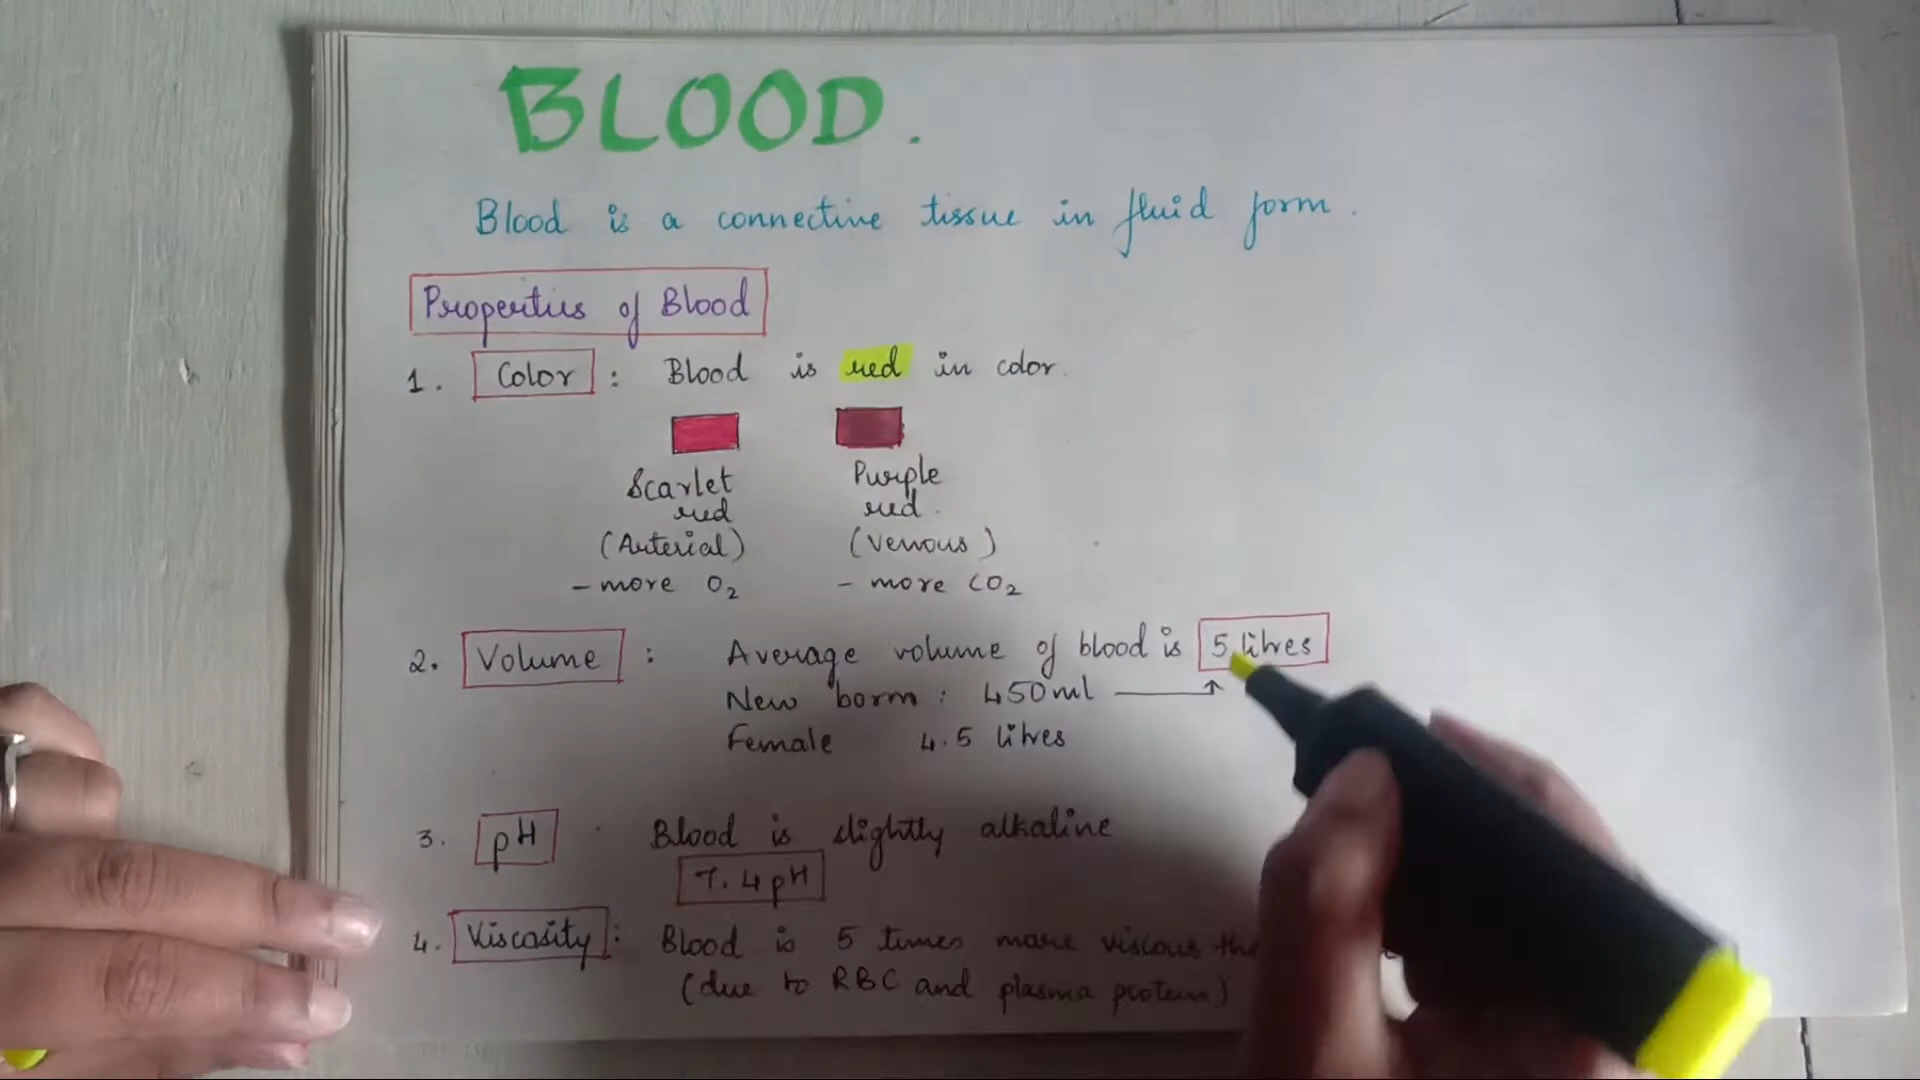 BLOOD.
Blood is a connective tissue in fluid form.
Properties of Blood
1. Color : Blood is red in color.
Scarlet red (Arterial) - more O₂
Purple red. (Venous) - more CO₂
2. Volume : Average volume of blood is 5 litres
New born : 450ml →
Female 4.5 litres
3. pH Blood is slightly alkaline
7.4 pH
4. Viscosity : Blood is 5 times more viscous
(due to RBC and plasma protein)